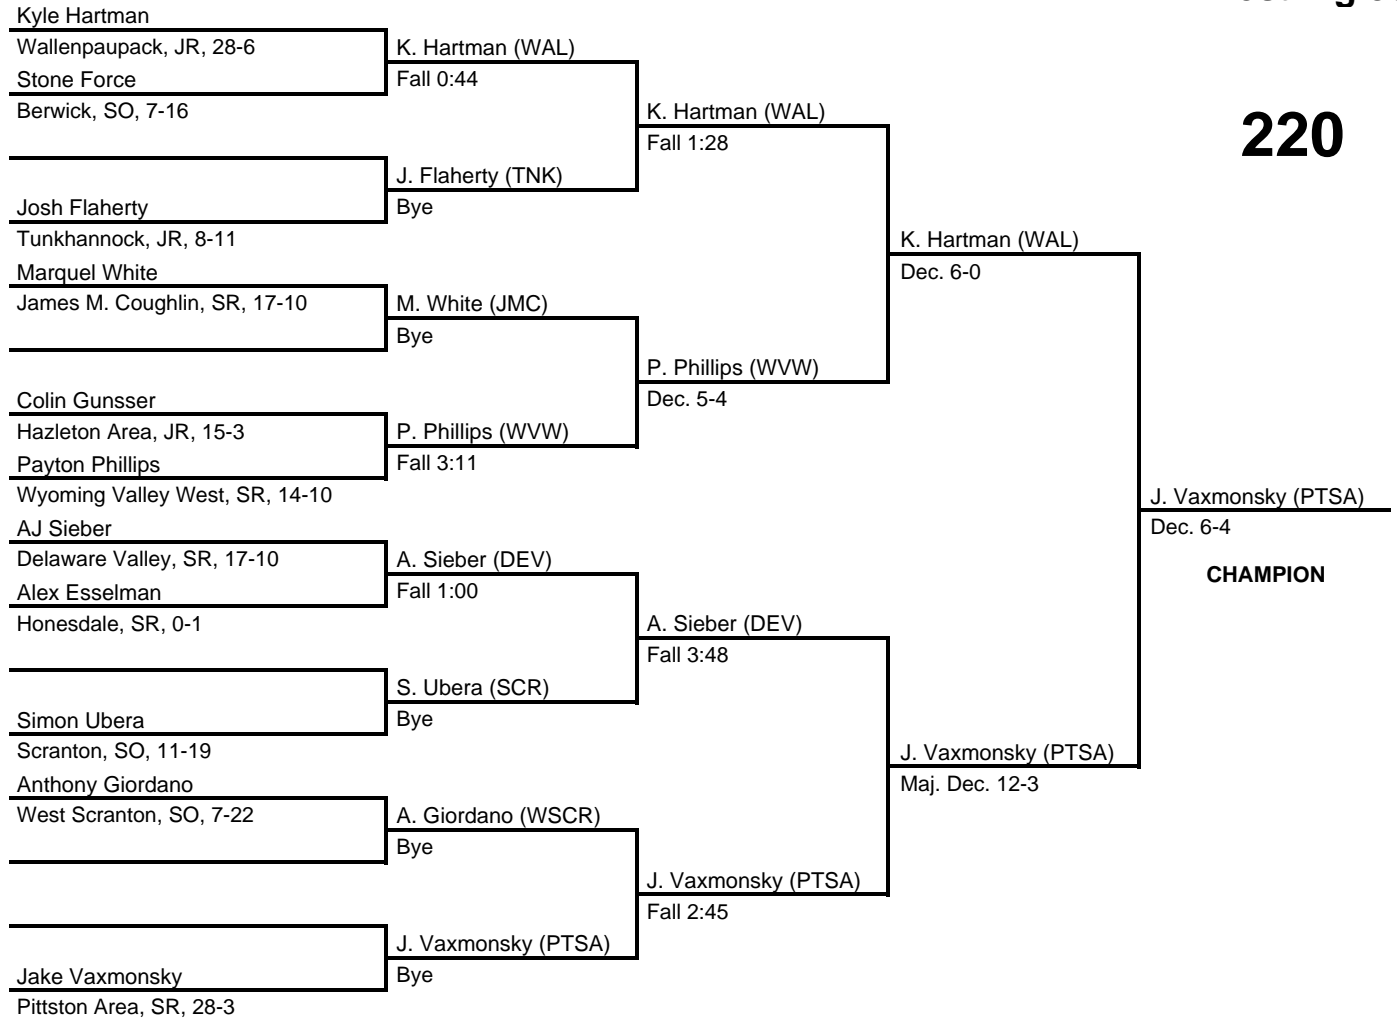 Kyle Hartman
Wallenpaupack, JR, 28-6
Stone Force
Berwick, SO, 7-16
Josh Flaherty
Tunkhannock, JR, 8-11
Marquel White
James M. Coughlin, SR, 17-10
Colin Gunsser
Hazleton Area, JR, 15-3
Payton Phillips
Wyoming Valley West, SR, 14-10
AJ Sieber
Delaware Valley, SR, 17-10
Alex Esselman
Honesdale, SR, 0-1
Simon Ubera
Scranton, SO, 11-19
Anthony Giordano
West Scranton, SO, 7-22
Jake Vaxmonsky
Pittston Area, SR, 28-3
K. Hartman (WAL)
Fall 0:44
J. Flaherty (TNK)
Bye
M. White (JMC)
Bye
P. Phillips (WVW)
Fall 3:11
A. Sieber (DEV)
Fall 1:00
S. Ubera (SCR)
Bye
A. Giordano (WSCR)
Bye
J. Vaxmonsky (PTSA)
Bye
K. Hartman (WAL)
Fall 1:28
P. Phillips (WVW)
Dec. 5-4
A. Sieber (DEV)
Fall 3:48
J. Vaxmonsky (PTSA)
Fall 2:45
K. Hartman (WAL)
Dec. 6-0
J. Vaxmonsky (PTSA)
Maj. Dec. 12-3
220
J. Vaxmonsky (PTSA)
Dec. 6-4
CHAMPION